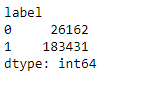 label
0     26162
1    183431
dtype: int64